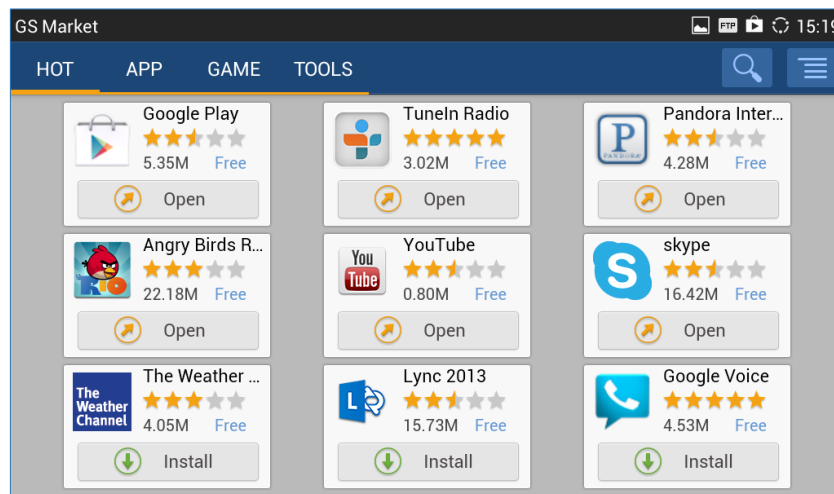 GS Market
FTP
15:19
HOT APP GAME TOOLS
Google Play
5.35M Free
Open
TuneIn Radio
3.02M Free
Open
P
PANDORA
Pandora Inter...
4.28M Free
Open
RIO
Angry Birds R...
22.18M Free
Open
You
Tube
YouTube
0.80M Free
Open
S
skype
16.42M Free
Open
The
Weather
Channel
The Weather ...
4.05M Free
Install
L
Lync 2013
15.73M Free
Install
Google Voice
4.53M Free
Install